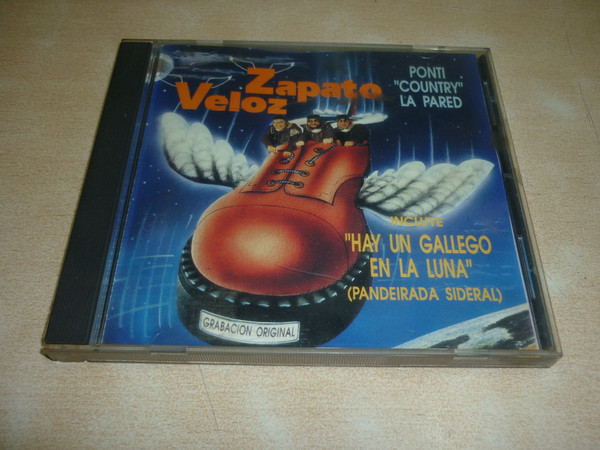 Zapato
Veloz
PONTI
"COUNTRY"
LA PARED
INCLUYE
"HAY UN GALLEGO
EN LA LUNA"
(PANDEIRADA SIDERAL)
GRABACION ORIGINAL